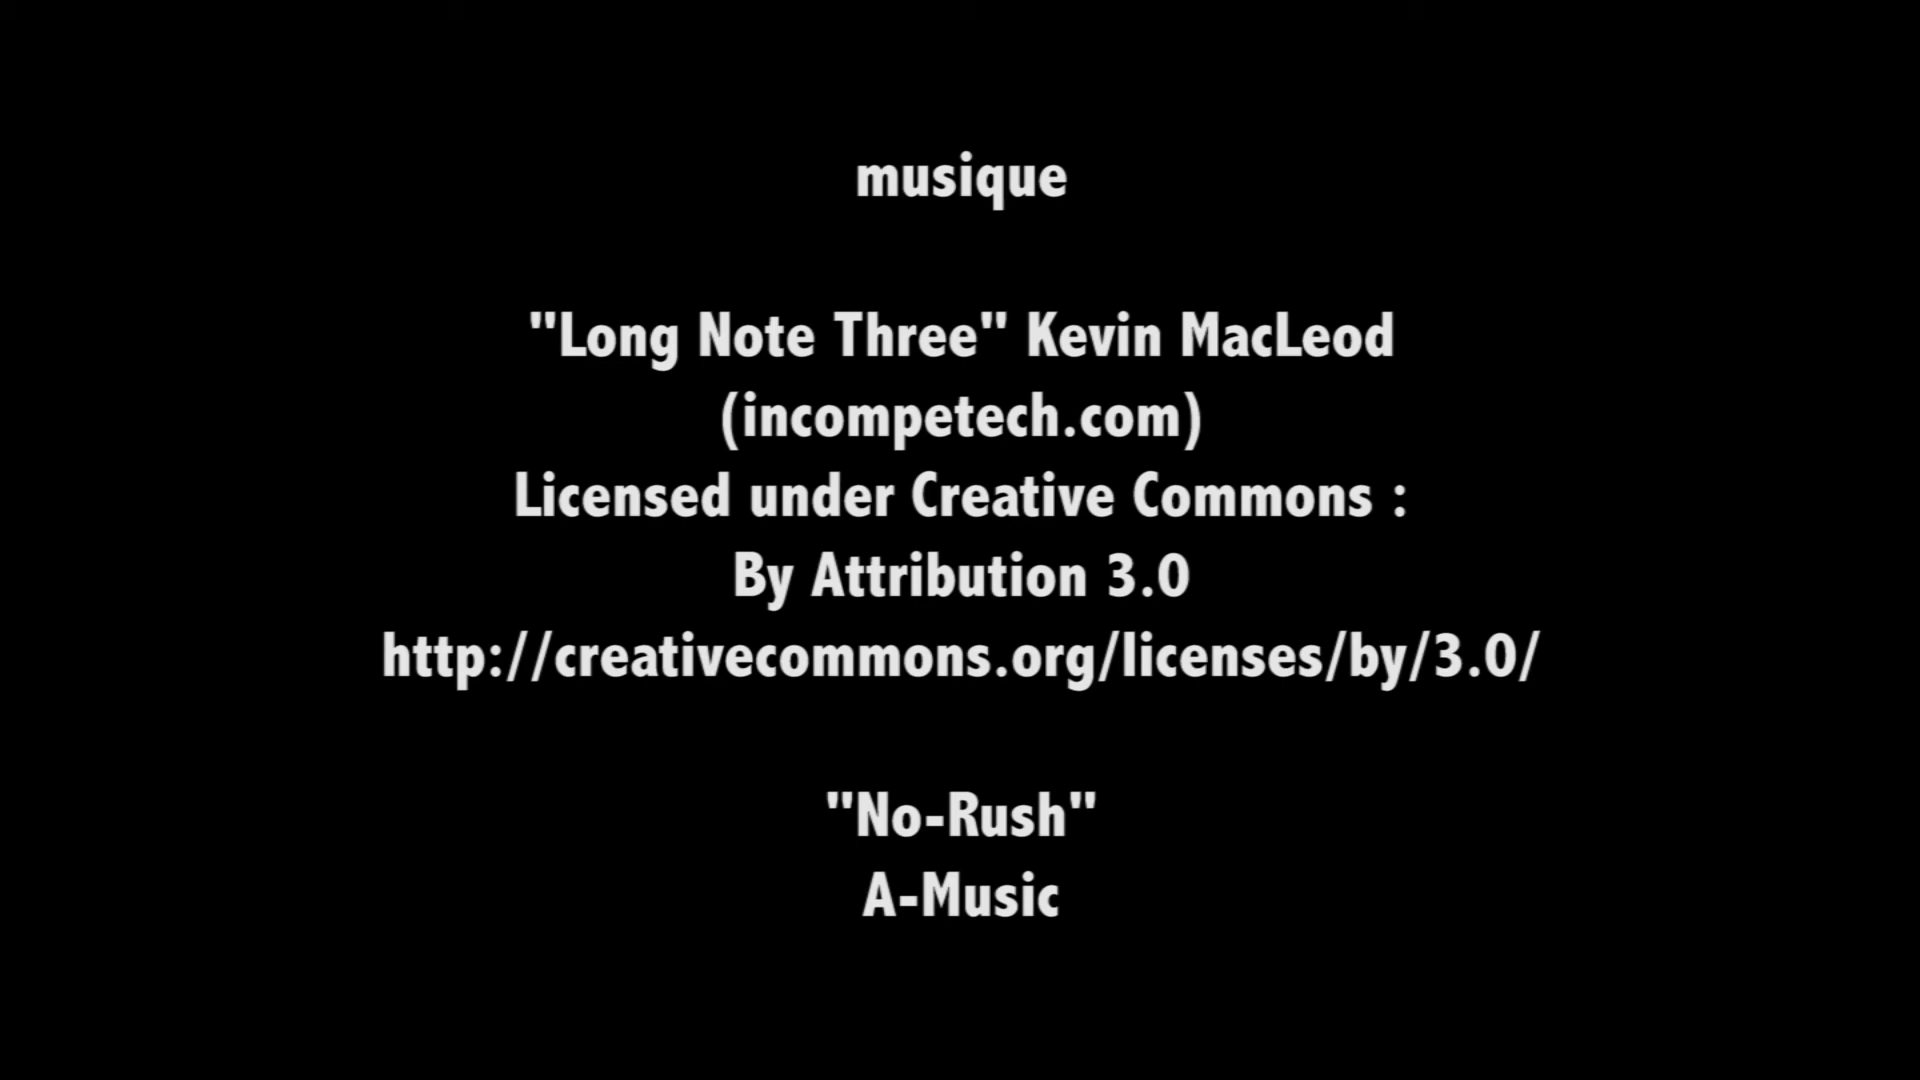 musique
"Long Note Three" Kevin MacLeod
(incompetech.com)
Licensed under Creative Commons :
By Attribution 3.0
http://creativecommons.org/licenses/by/3.0/
"No-Rush"
A-Music